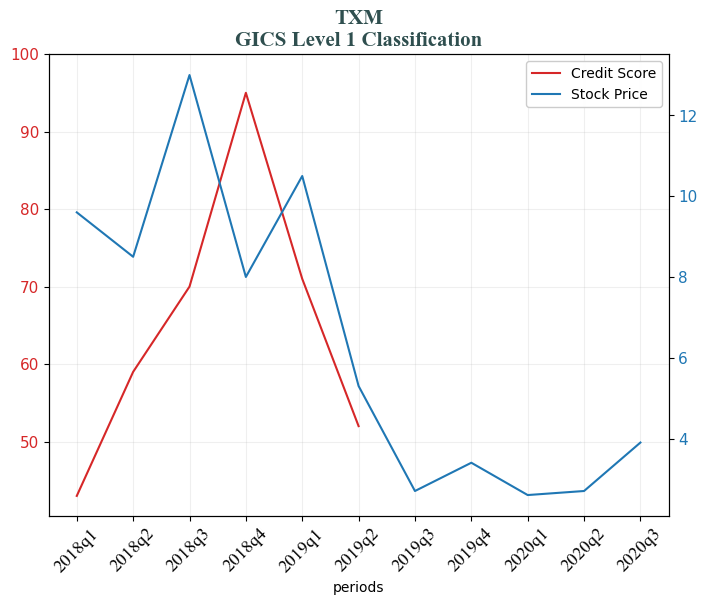 TXM
GICS Level 1 Classification
Credit Score
Stock Price
100
90
80
70
60
50
12
10
8
6
4
2018q1
2018q2
2018q3
2018q4
2019q1
2019q2
2019q3
2019q4
2020q1
2020q2
2020q3
periods